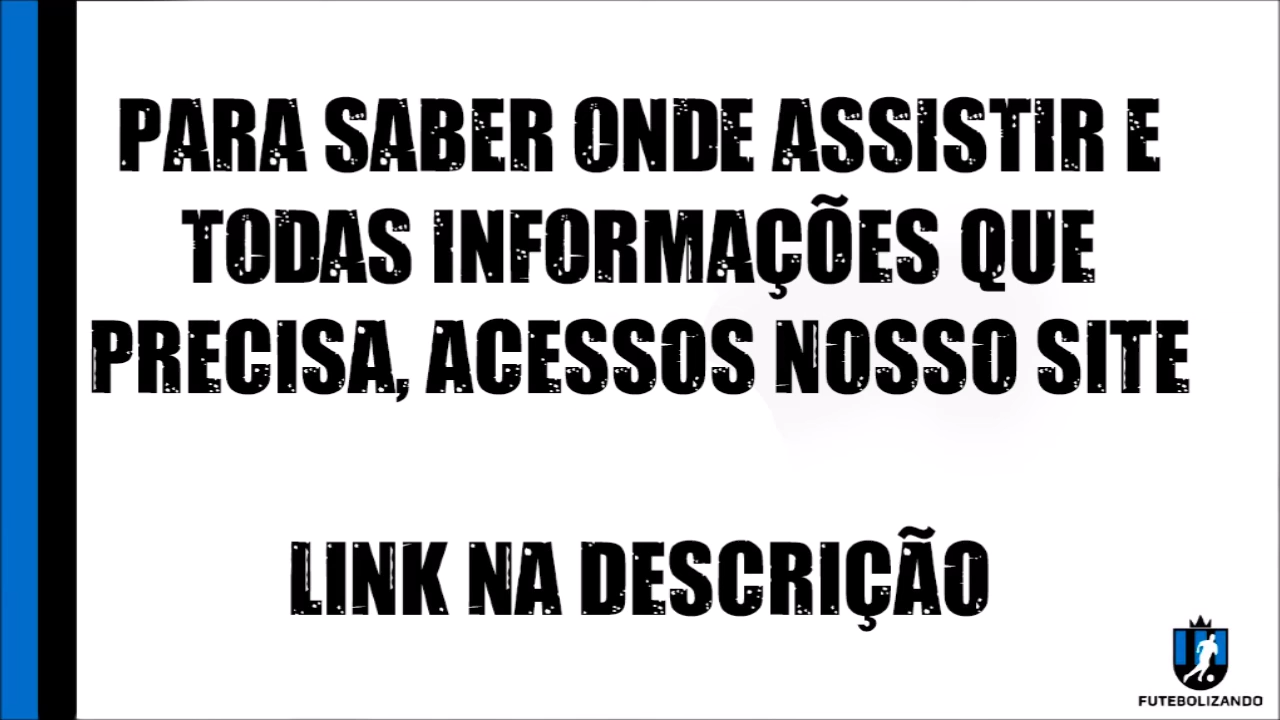 PARA SABER ONDE ASSISTIR E
TODAS INFORMAÇÕES QUE
PRECISA, ACESSOS NOSSO SITE
LINK NA DESCRIÇÃO
FUTEBOLIZANDO